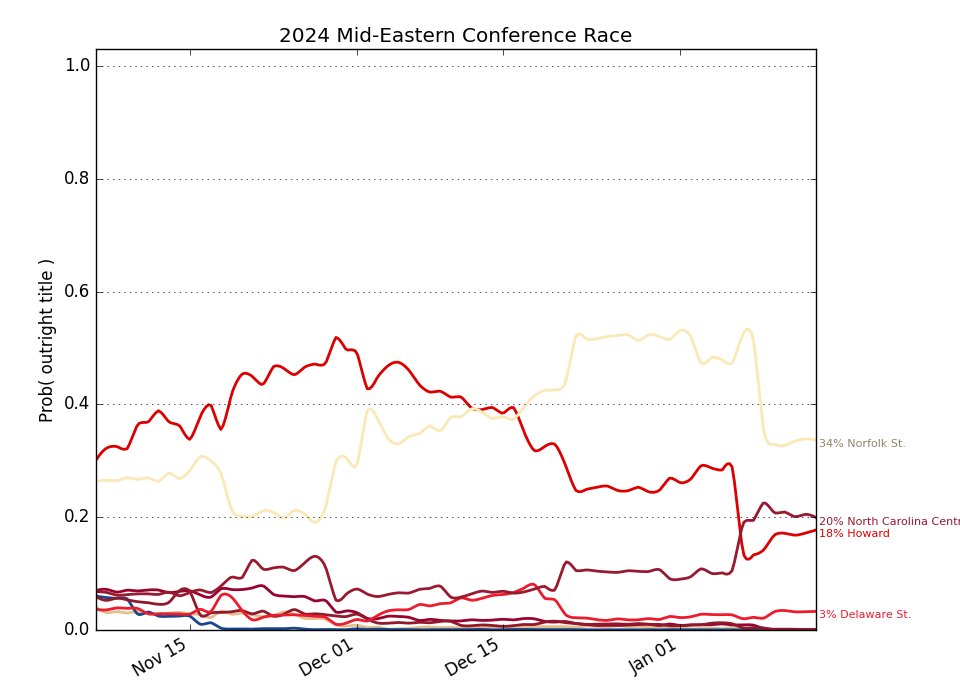 2024 Mid-Eastern Conference Race
1.0
0.8
0.6
0.4
0.2
0.0
Prob( outright title )
34% Norfolk St.
20% North Carolina Centr
18% Howard
3% Delaware St.
Nov 15
Dec 01
Dec 15
Jan 01